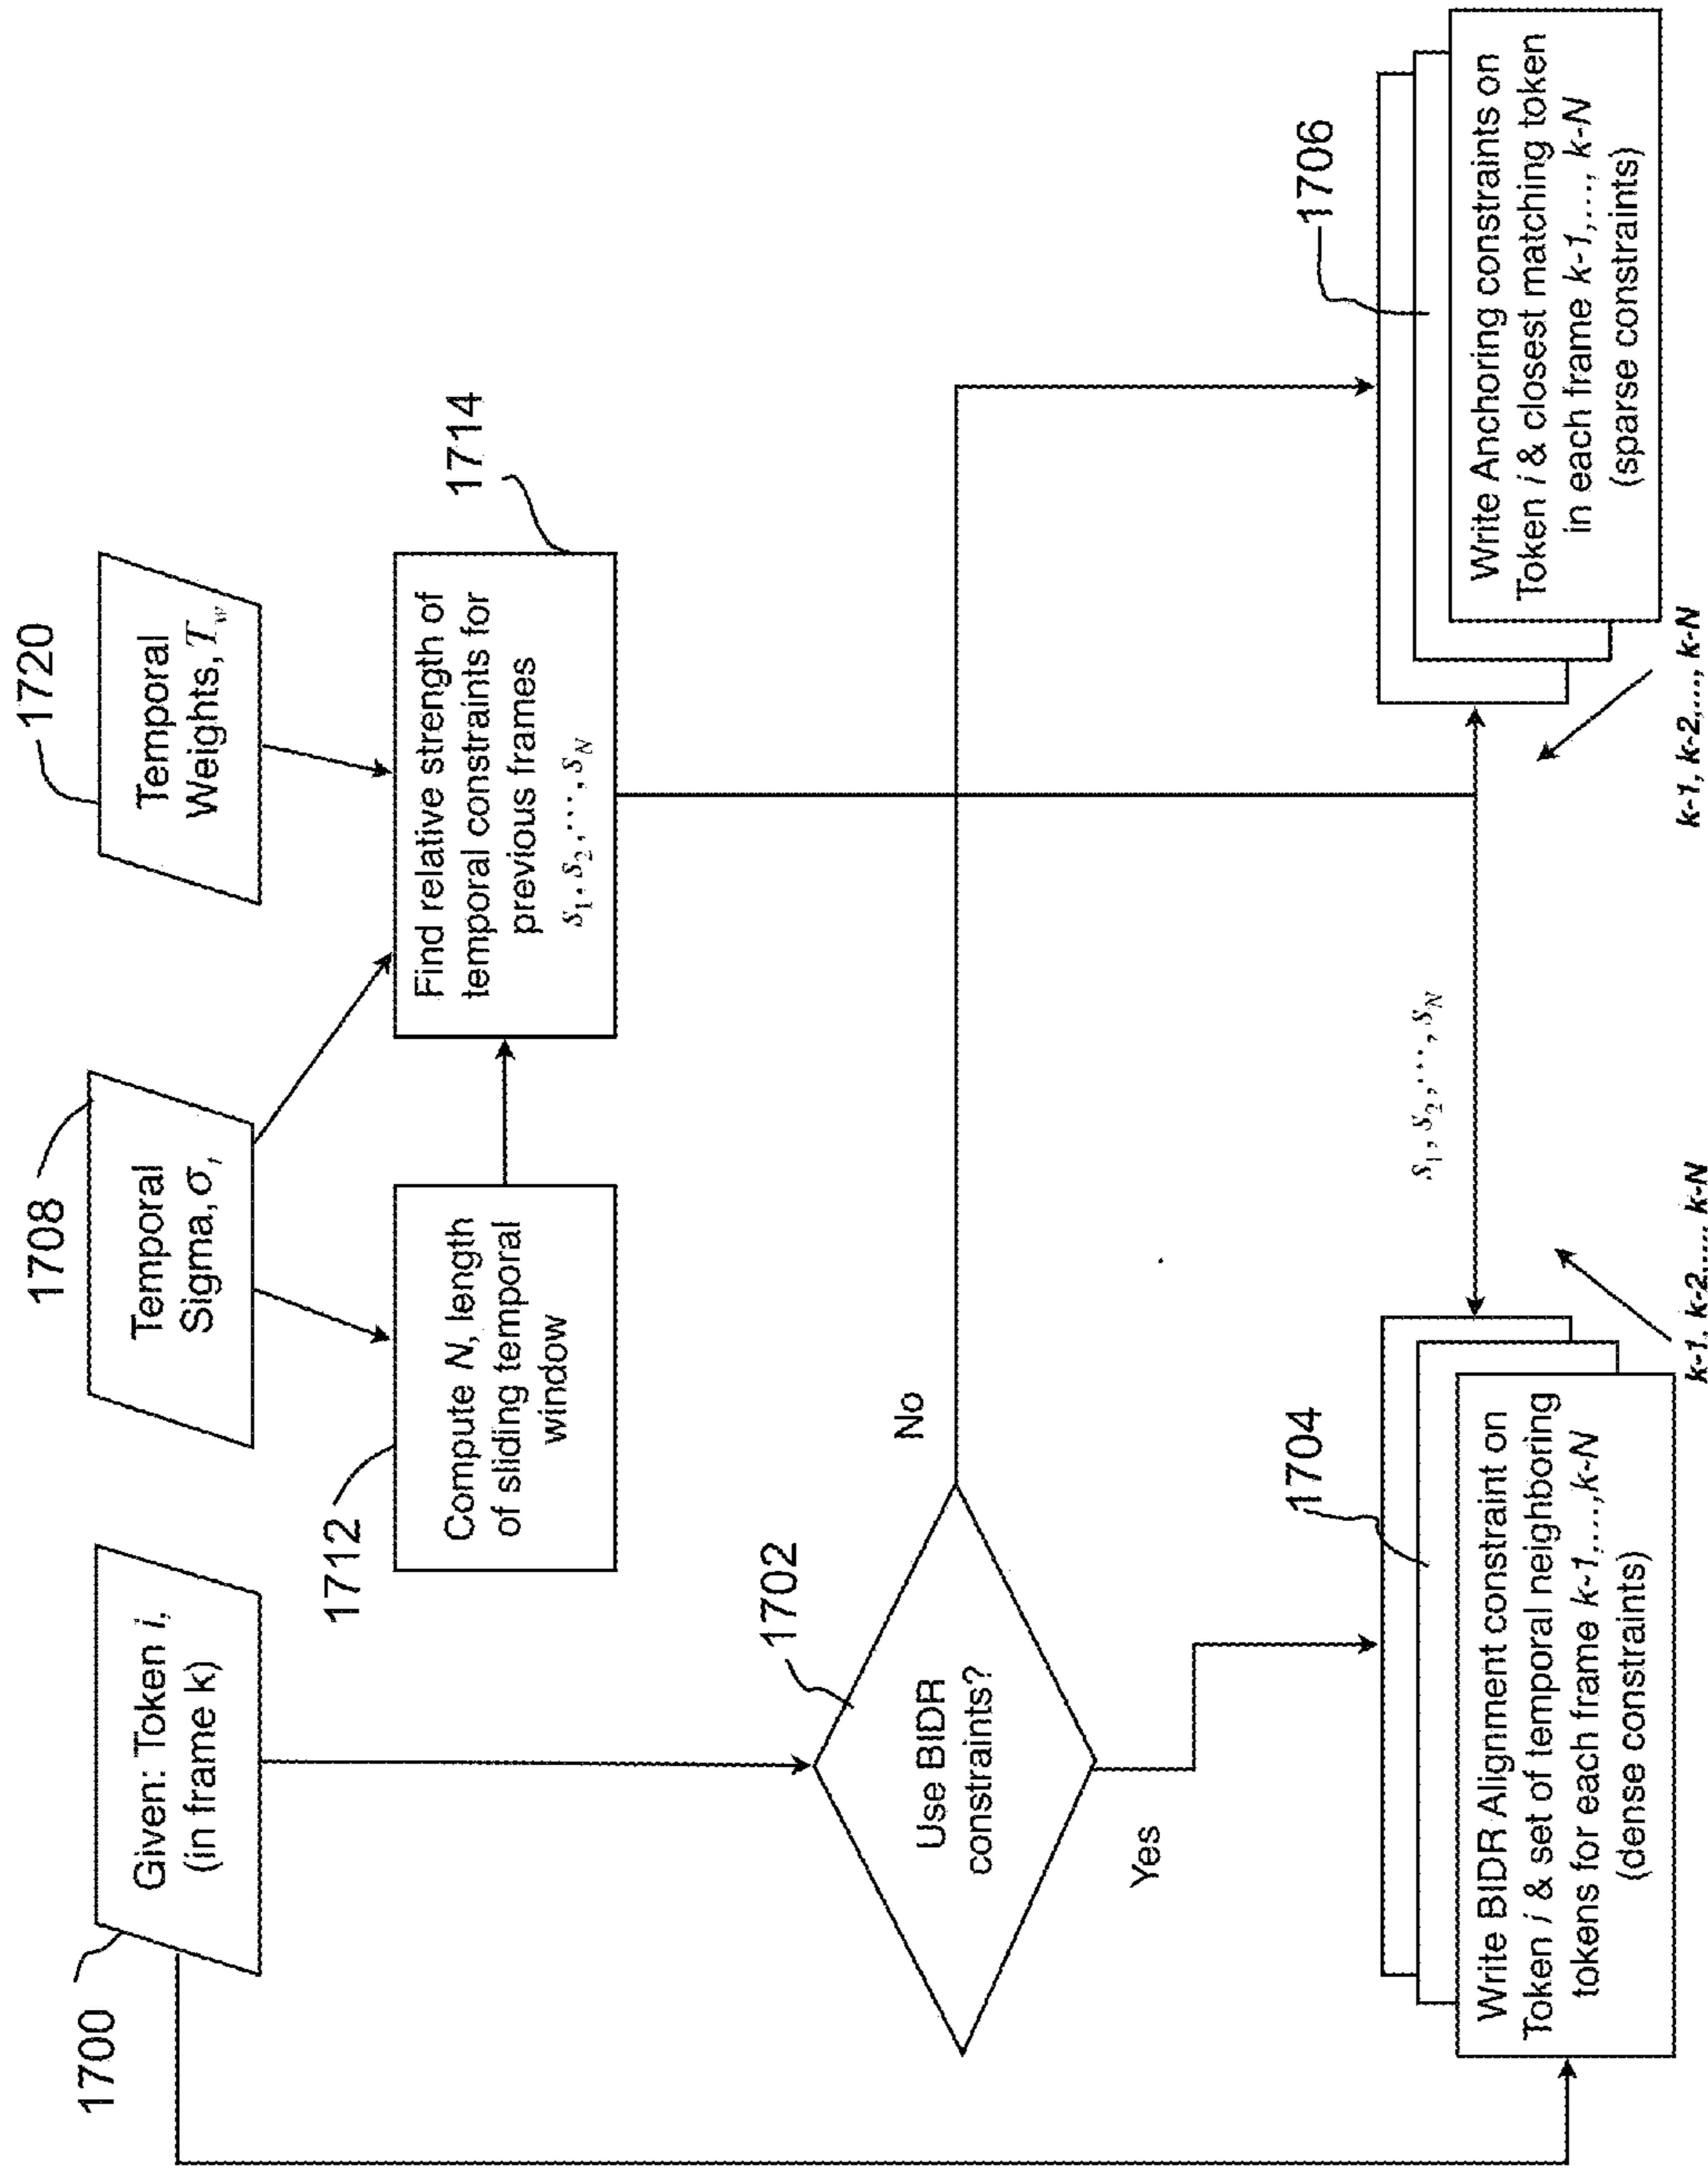 1700
Given: Token i,
(in frame k)
1708
Temporal
Sigma, σt
1720
Temporal
Weights, Tw
1712
Compute N, length
of sliding temporal
window
1714
Find relative strength of
temporal constraints for
previous frames
s1, s2, ..., sN
1702
Use BIDR
constraints?
No
Yes
1704
Write BIDR Alignment constraint on
Token i & set of temporal neighboring
tokens for each frame k-1,...,k-N
(dense constraints)
k-1, k-2,..., k-N
s1, s2, ..., sN
1706
Write Anchoring constraints on
Token i & closest matching token
in each frame k-1,..., k-N
(sparse constraints)
k-1, k-2,..., k-N